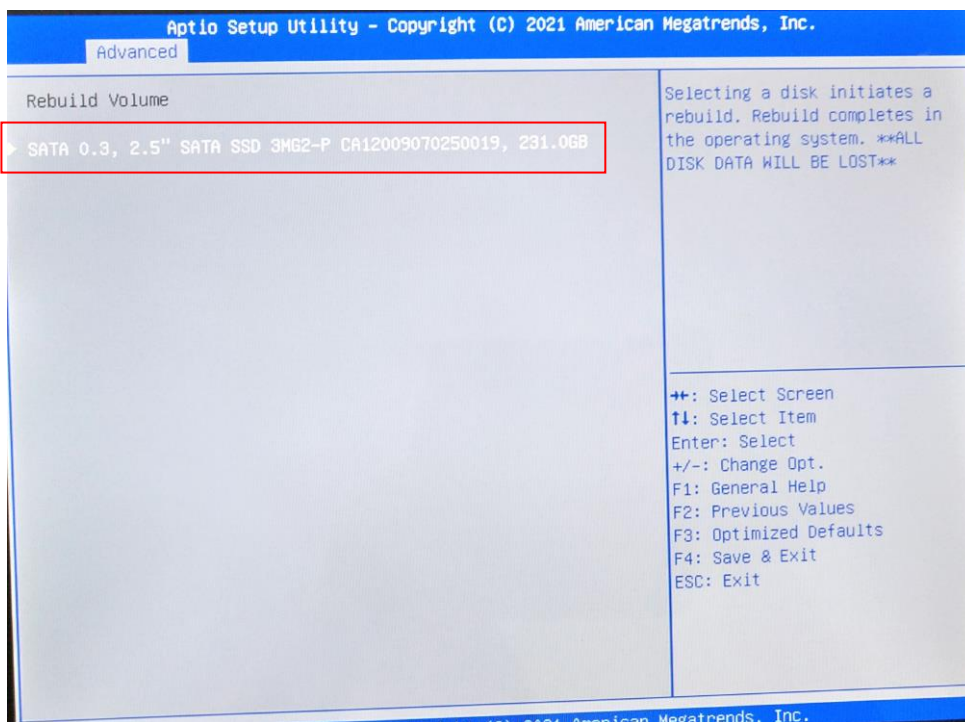 Aptio Setup Utility – Copyright (C) 2021 American Megatrends, Inc.
Advanced
Rebuild Volume
SATA 0.3, 2.5" SATA SSD 3MG2-P CA12009070250019, 231.0GB
Selecting a disk initiates a
rebuild. Rebuild completes in
the operating system. **ALL
DISK DATA WILL BE LOST**
→←: Select Screen
↑↓: Select Item
Enter: Select
+/-: Change Opt.
F1: General Help
F2: Previous Values
F3: Optimized Defaults
F4: Save & Exit
ESC: Exit
2021 American Megatrends, Inc.